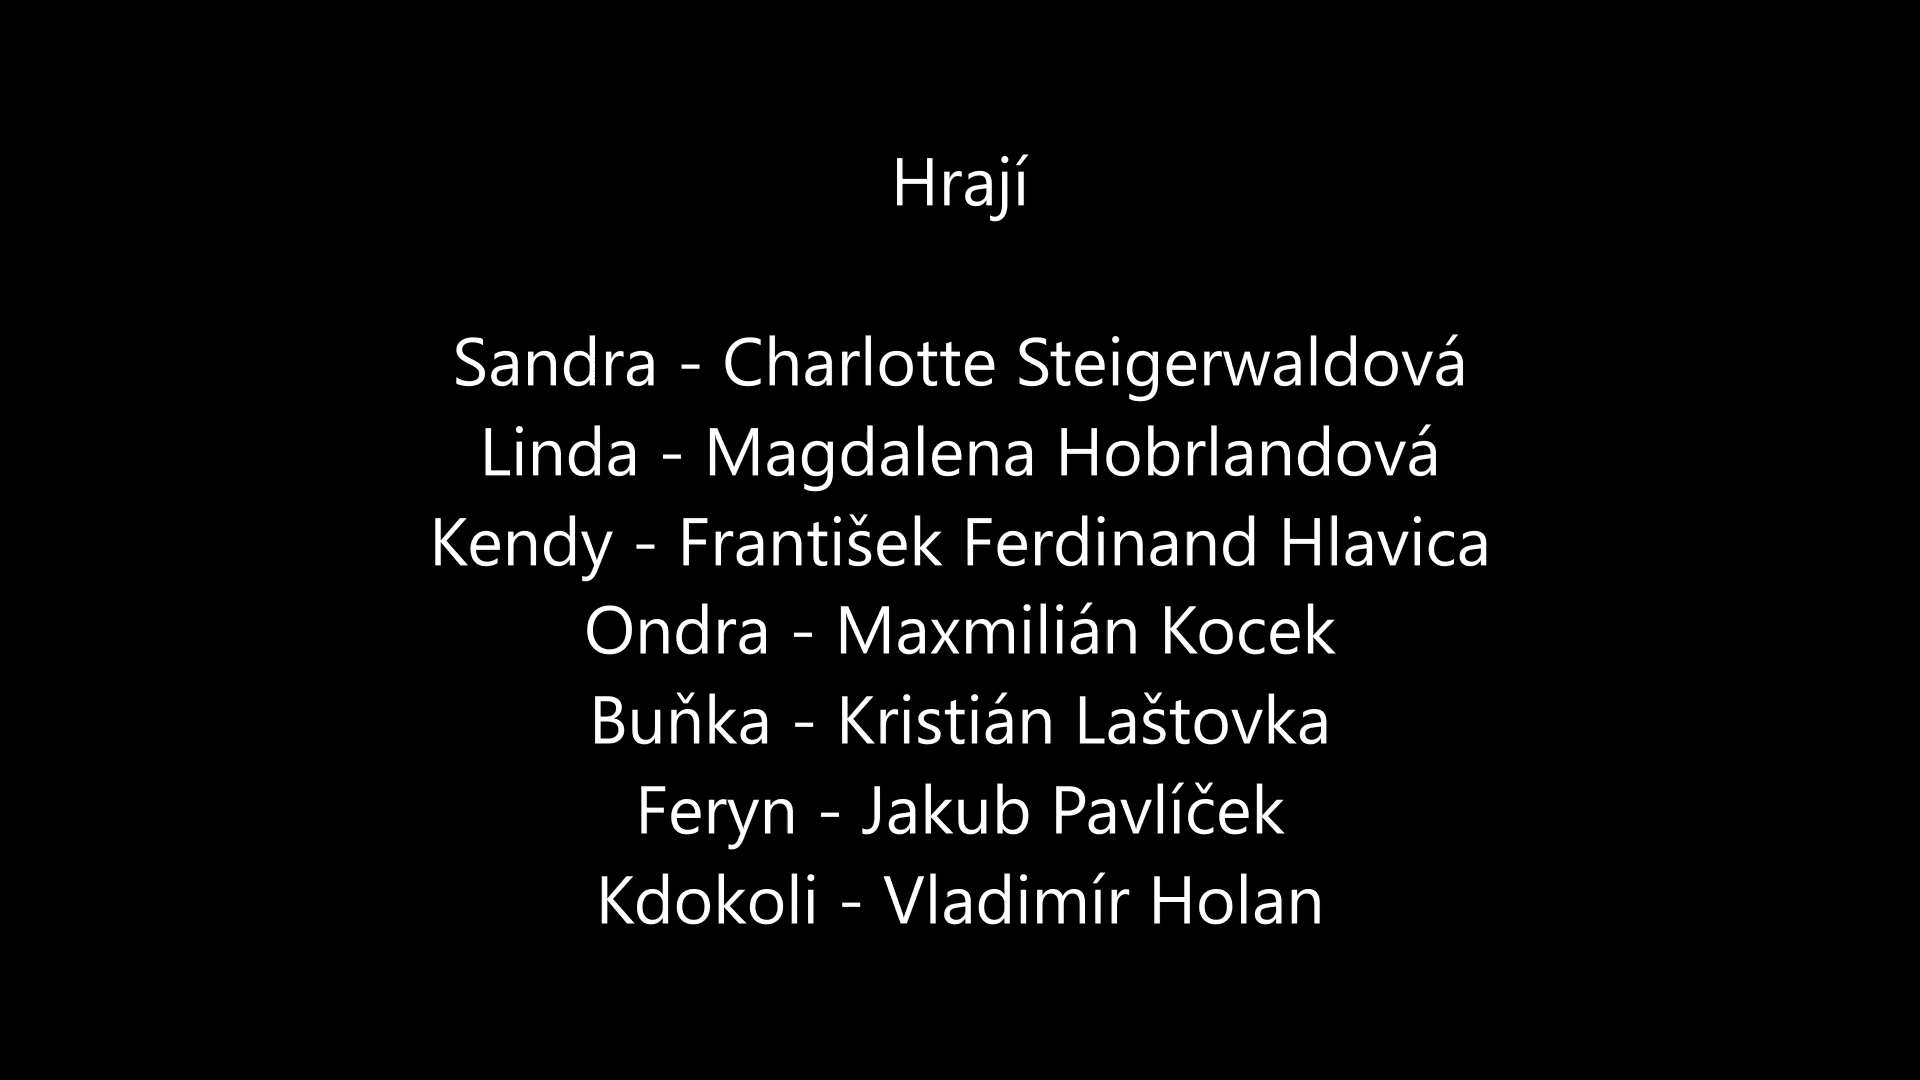 Hrají
Sandra - Charlotte Steigerwaldová
Linda - Magdalena Hobrlandová
Kendy - František Ferdinand Hlavica
Ondra - Maxmilián Kocek
Buňka - Kristián Laštovka
Feryn - Jakub Pavlíček
Kdokoli - Vladimír Holan